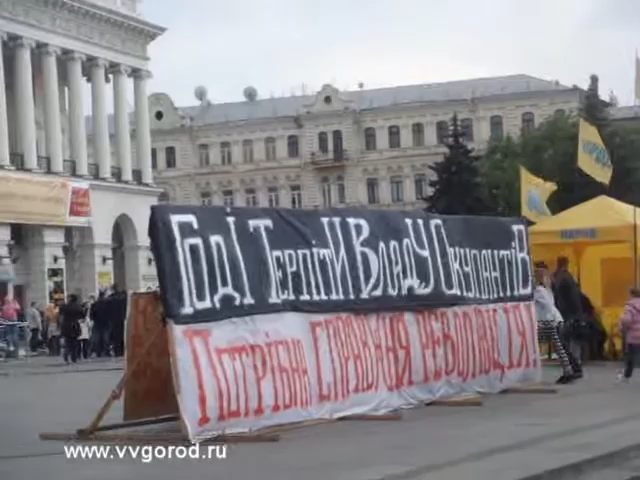 ГОДІ ТЕРПІТИ ВЛАДУ ОКУПАНТІВ
ПОТРІБНА СПРАВЖНЯ РЕВОЛЮЦІЯ!
www.vvgorod.ru